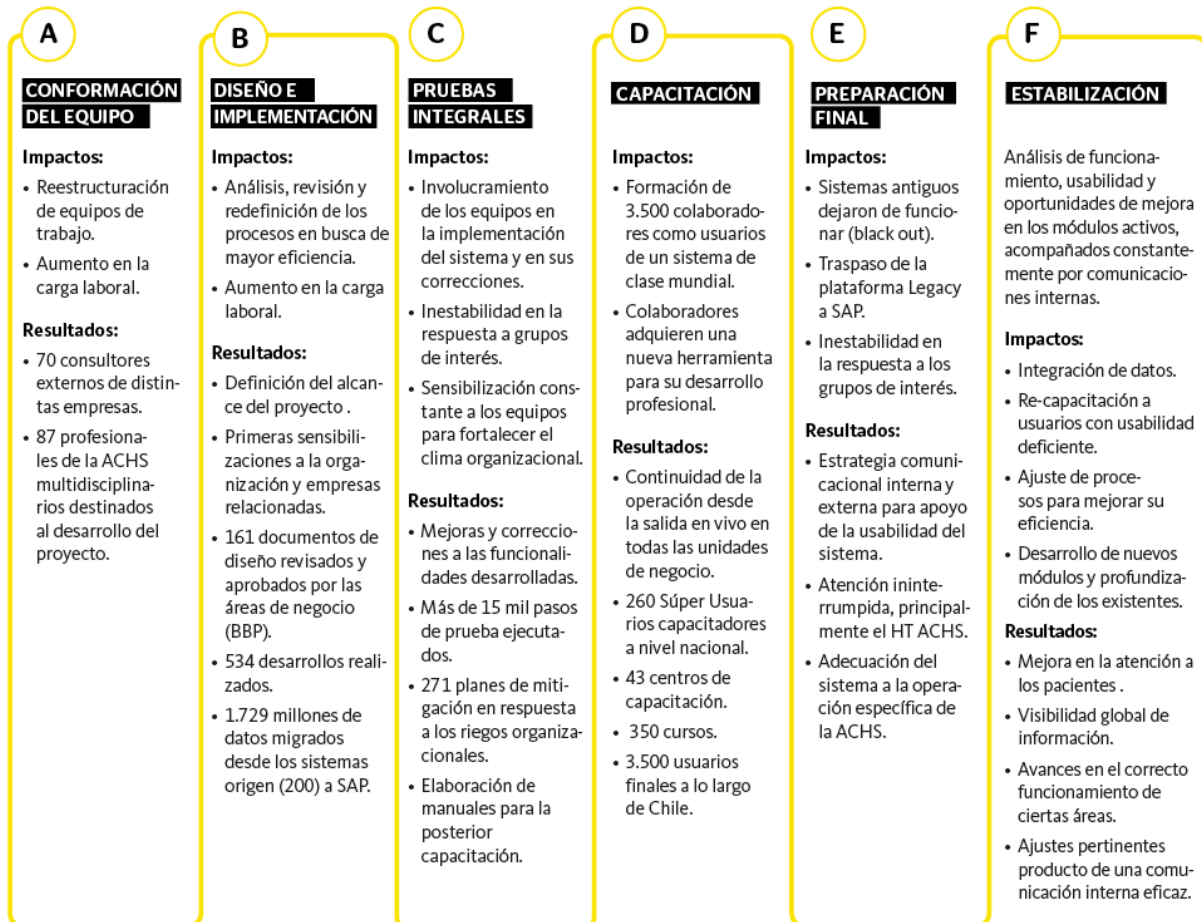 A
CONFORMACIÓN
DEL EQUIPO
Impactos:
• Reestructuración
de equipos de
trabajo.
• Aumento en la
carga laboral.
Resultados:
• 70 consultores
externos de distin-
tas empresas.
• 87 profesiona-
les de la ACHS
multidisciplina-
rios destinados
al desarrollo del
proyecto.
B
DISEÑO E
IMPLEMENTACIÓN
Impactos:
• Análisis, revisión y
redefinición de los
procesos en busca de
mayor eficiencia.
• Aumento en la carga
laboral.
Resultados:
• Definición del alcan-
ce del proyecto .
• Primeras sensibili-
zaciones a la orga-
nización y empresas
relacionadas.
• 161 documentos de
diseño revisados y
aprobados por las
áreas de negocio
(BBP).
• 534 desarrollos reali-
zados.
• 1.729 millones de
datos migrados
desde los sistemas
origen (200) a SAP.
C
PRUEBAS
INTEGRALES
Impactos:
• Involucramiento
de los equipos en
la implementación
del sistema y en sus
correcciones.
• Inestabilidad en la
respuesta a grupos
de interés.
• Sensibilización cons-
tante a los equipos
para fortalecer el
clima organizacional.
Resultados:
• Mejoras y correccio-
nes a las funcionali-
dades desarrolladas.
• Más de 15 mil pasos
de prueba ejecuta-
dos.
• 271 planes de miti-
gación en respuesta
a los riegos organiza-
cionales.
• Elaboración de
manuales para la
posterior
capacitación.
D
CAPACITACIÓN
Impactos:
• Formación de
3.500 colaborado-
res como usuarios
de un sistema de
clase mundial.
• Colaboradores
adquieren una
nueva herramienta
para su desarrollo
profesional.
Resultados:
• Continuidad de la
operación desde
la salida en vivo en
todas las unidades
de negocio.
• 260 Súper Usua-
rios capacitadores
a nivel nacional.
• 43 centros de
capacitación.
• 350 cursos.
• 3.500 usuarios
finales a lo largo
de Chile.
E
PREPARACIÓN
FINAL
Impactos:
• Sistemas antiguos
dejaron de funcio-
nar (black out).
• Traspaso de la
plataforma Legacy
a SAP.
• Inestabilidad en
la respuesta a los
grupos de interés.
Resultados:
• Estrategia comuni-
cacional interna y
externa para apoyo
de la usabilidad del
sistema.
• Atención ininte-
rrumpida, principal-
mente el HT ACHS.
• Adecuación del
sistema a la opera-
ción específica de
la ACHS.
F
ESTABILIZACIÓN
Análisis de funciona-
miento, usabilidad y
oportunidades de mejora
en los módulos activos,
acompañados constante-
mente por comunicacio-
nes internas.
Impactos:
• Integración de datos.
• Re-capacitación a
usuarios con usabilidad
deficiente.
• Ajuste de proce-
sos para mejorar su
eficiencia.
• Desarrollo de nuevos
módulos y profundiza-
ción de los existentes.
Resultados:
• Mejora en la atención a
los pacientes .
• Visibilidad global de
información.
• Avances en el correcto
funcionamiento de
ciertas áreas.
• Ajustes pertinentes
producto de una comu-
nicación interna eficaz.